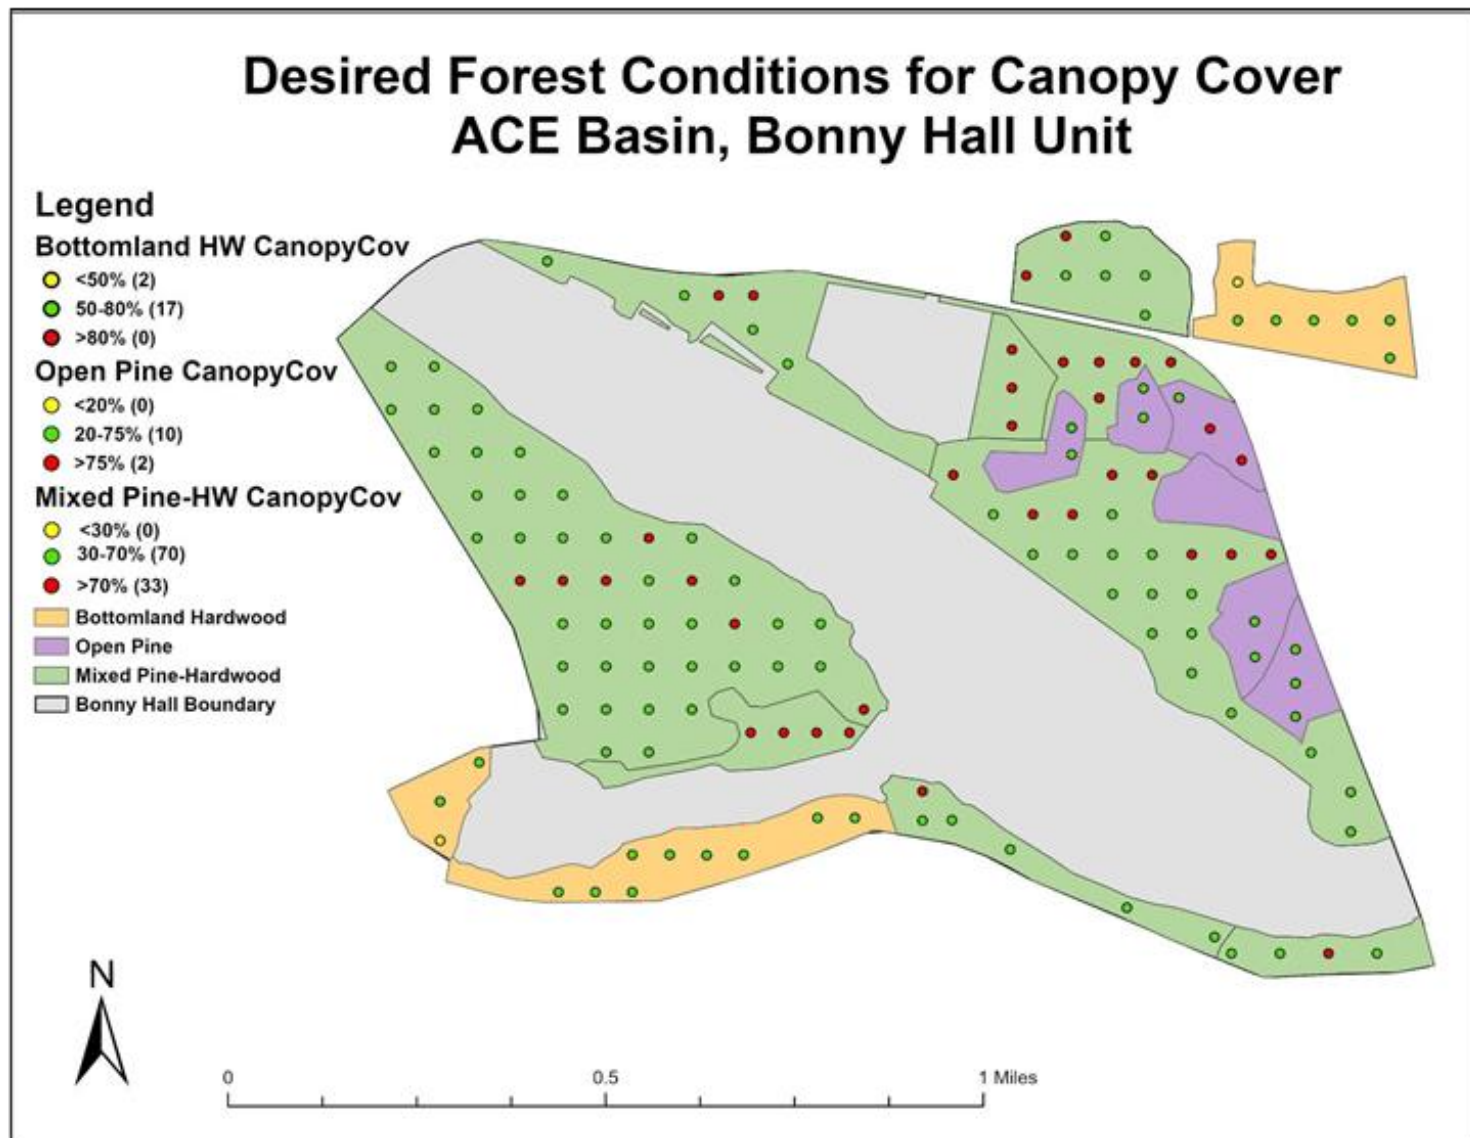 Desired Forest Conditions for Canopy Cover
ACE Basin, Bonny Hall Unit
Legend
Bottomland HW CanopyCov
<50% (2)
50-80% (17)
>80% (0)
Open Pine CanopyCov
<20% (0)
20-75% (10)
>75% (2)
Mixed Pine-HW CanopyCov
<30% (0)
30-70% (70)
>70% (33)
Bottomland Hardwood
Open Pine
Mixed Pine-Hardwood
Bonny Hall Boundary
N
0 0.5 1 Miles